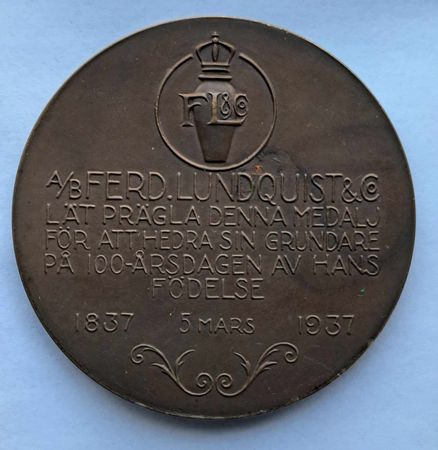 FL&Co
A/B FERD. LUNDQUIST & Co
LÄT PRÄGLA DENNA MEDALJ
FÖR ATT HEDRA SIN GRUNDARE
PÅ 100-ÅRSDAGEN AV HANS
FÖDELSE
1837 5 MARS 1937